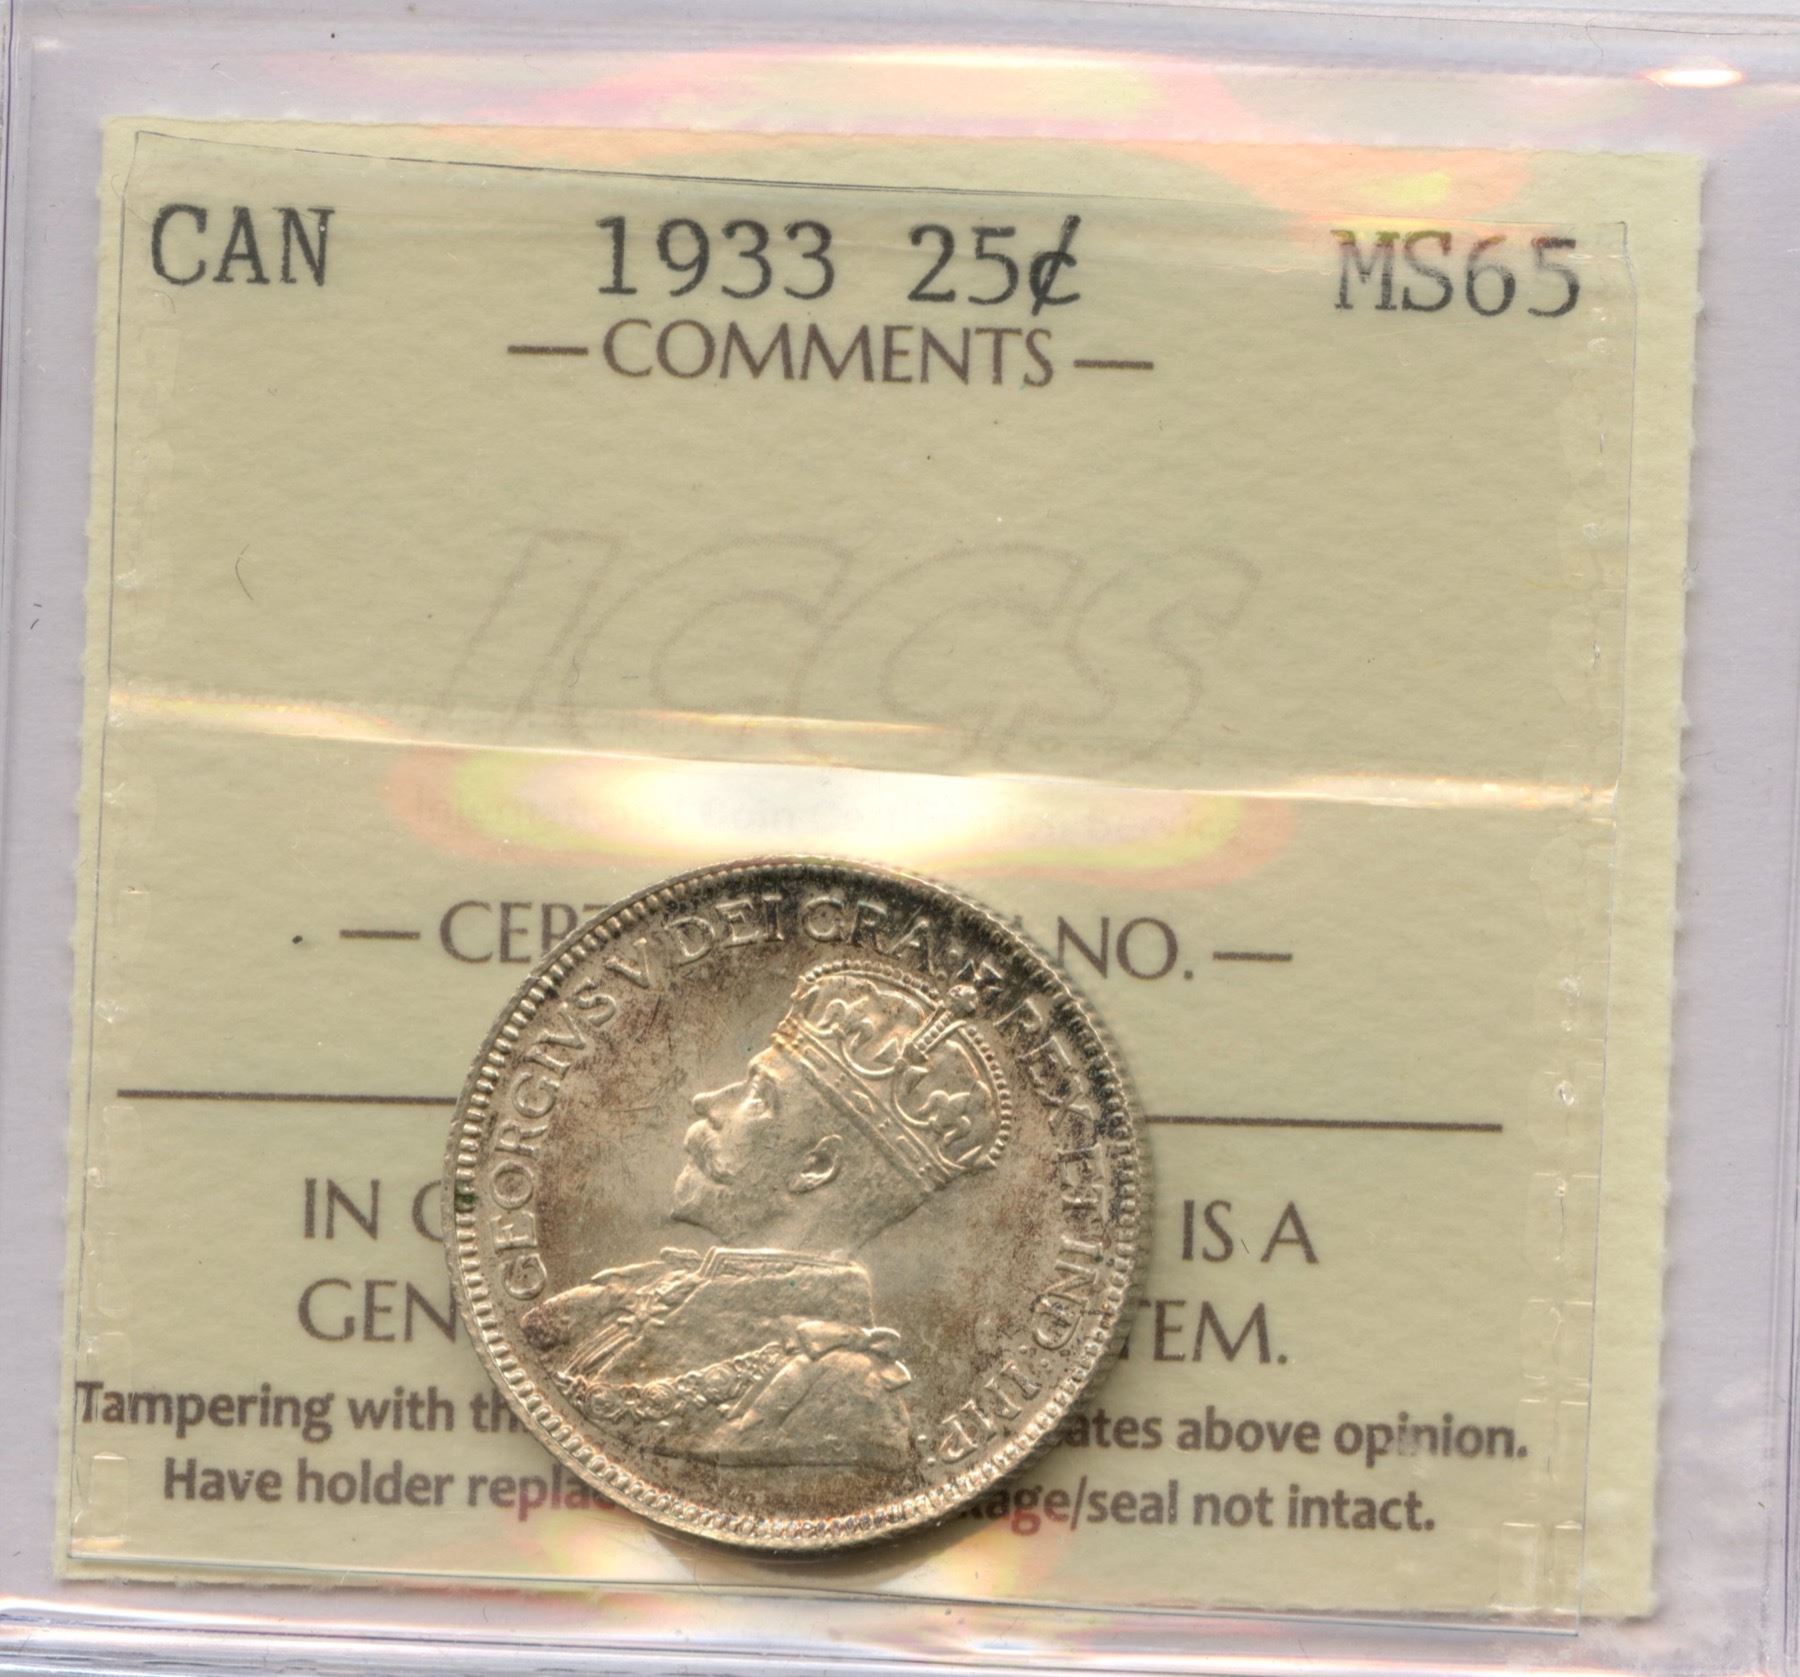 CAN 1933 25¢ MS65
—COMMENTS—
ICCS
— CER NO. —
GEORGIVS V DEI GRA: REX ET IND: IMP:
IN IS A
GEN TEM.
Tampering with th ates above opinion.
Have holder repla age/seal not intact.